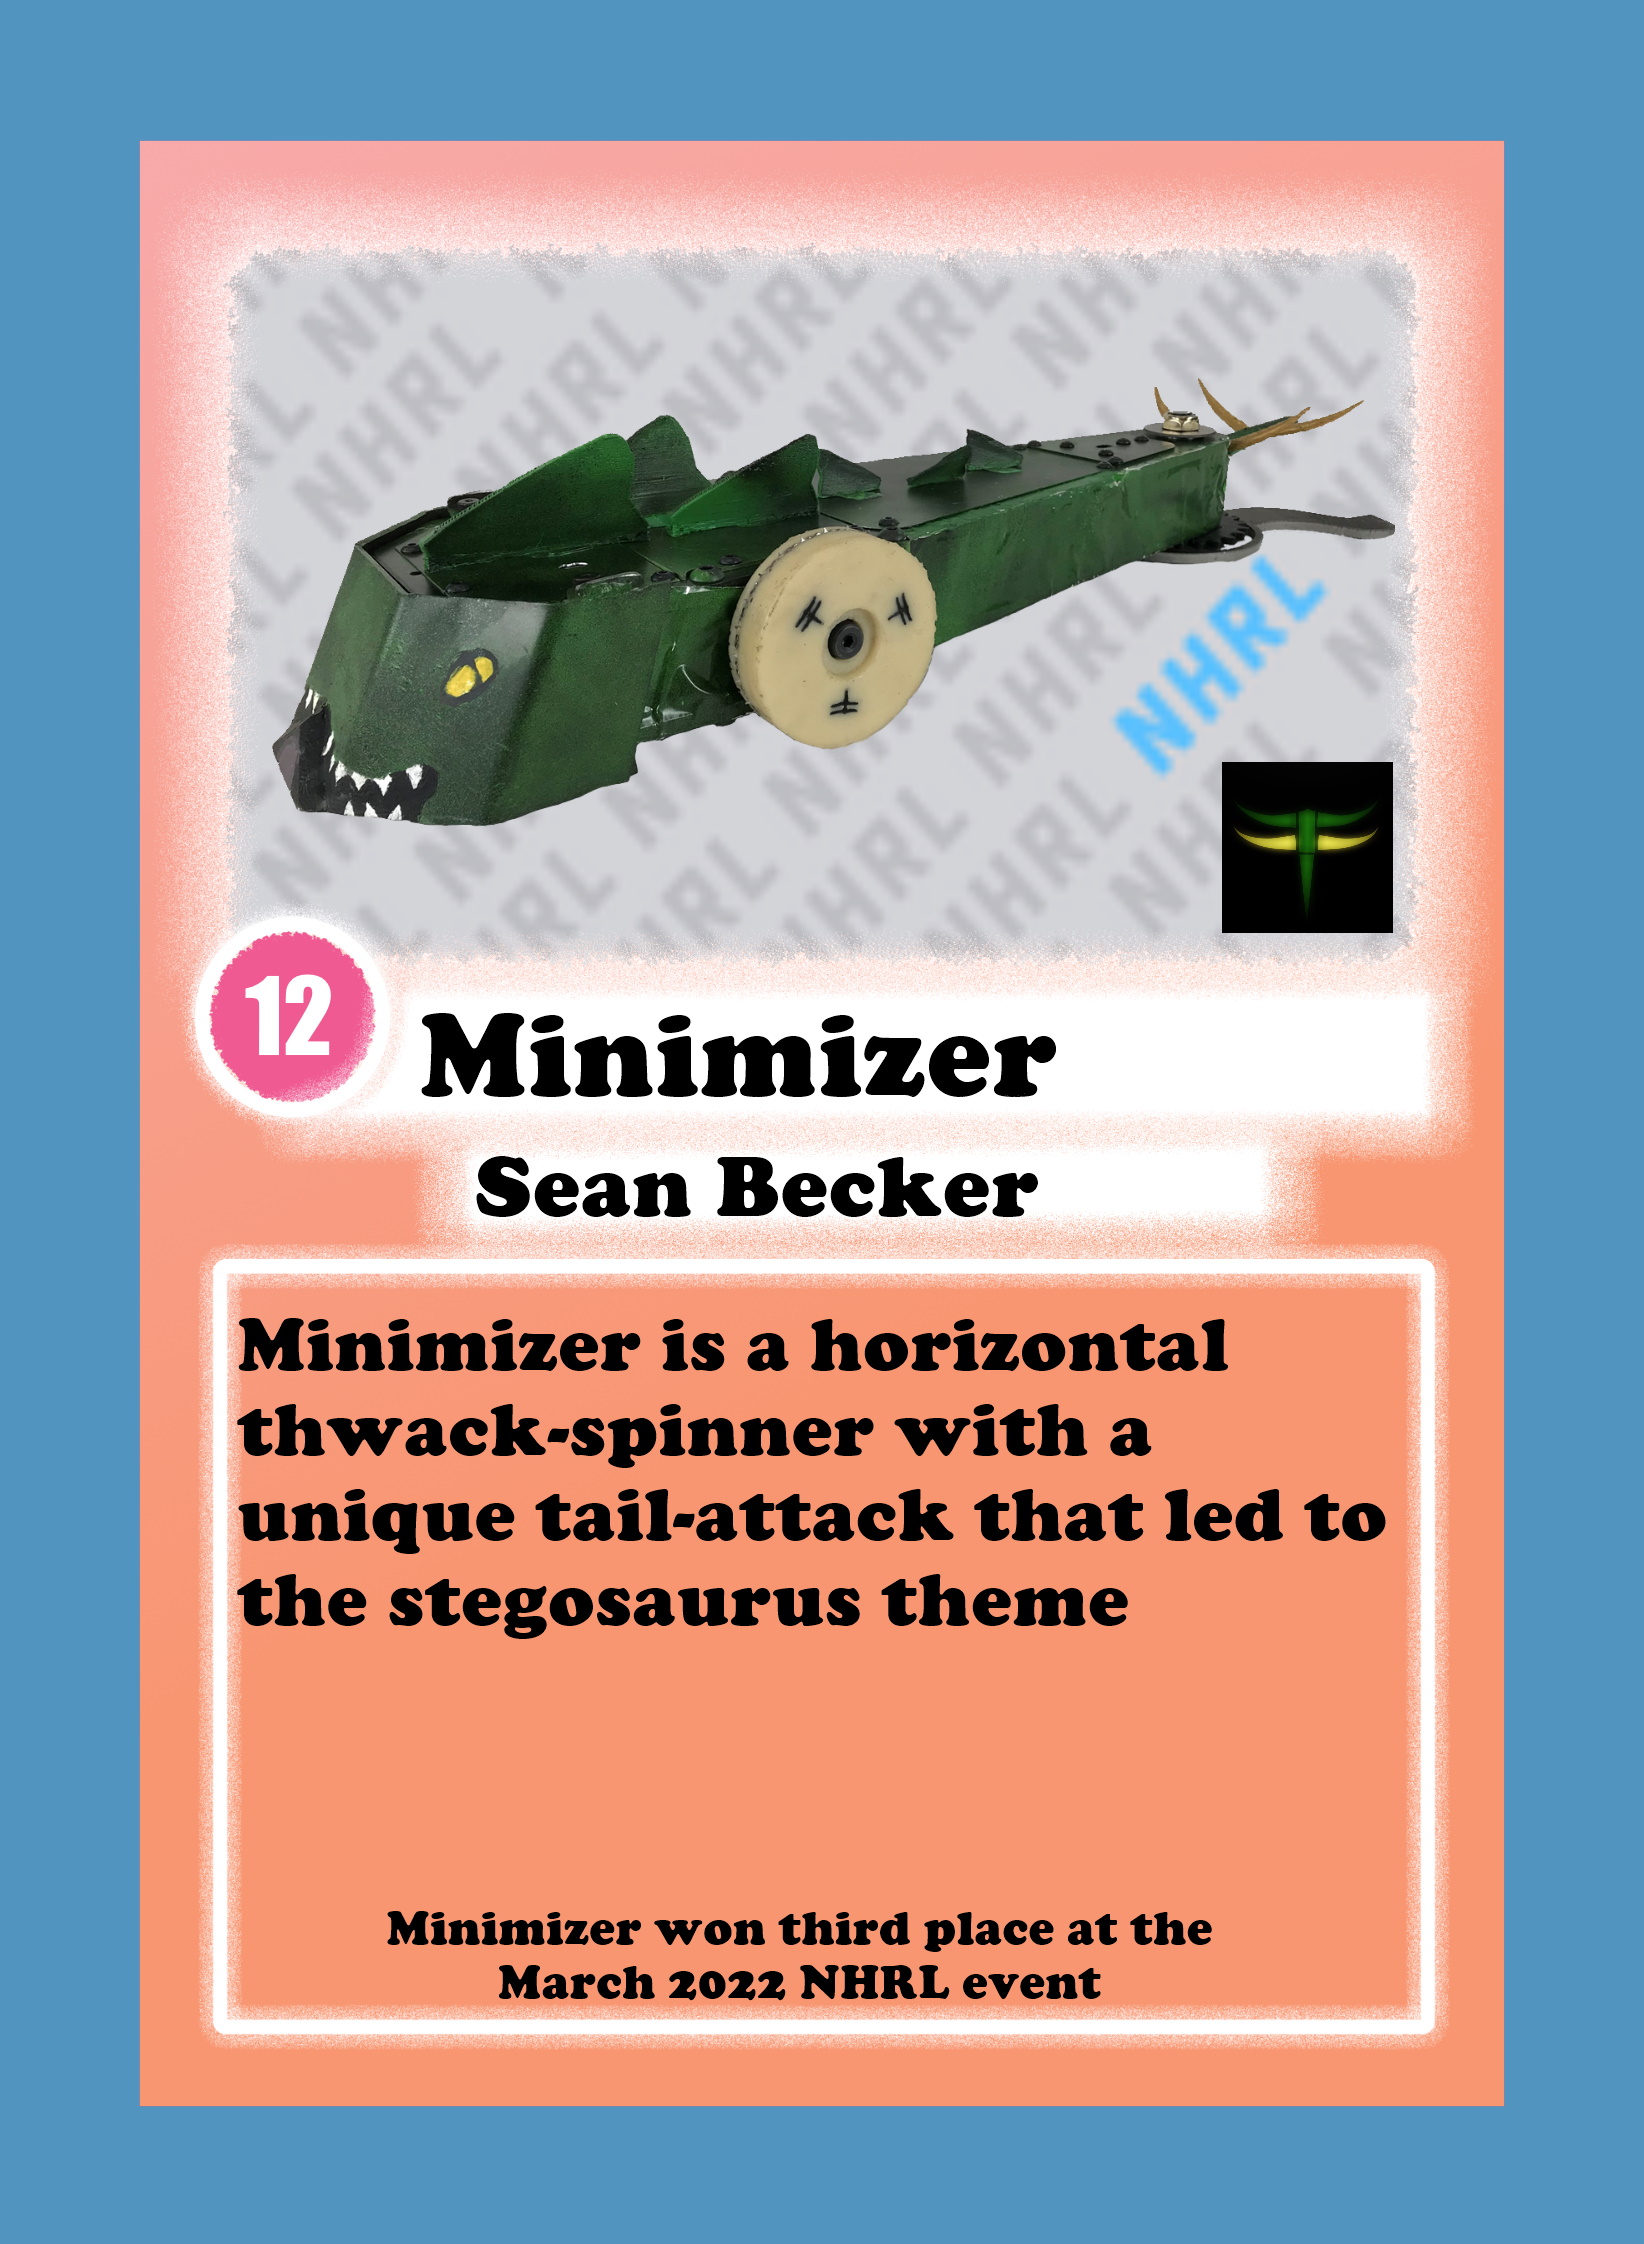 NHRL
12
Minimizer
Sean Becker
Minimizer is a horizontal
thwack-spinner with a
unique tail-attack that led to
the stegosaurus theme
Minimizer won third place at the
March 2022 NHRL event